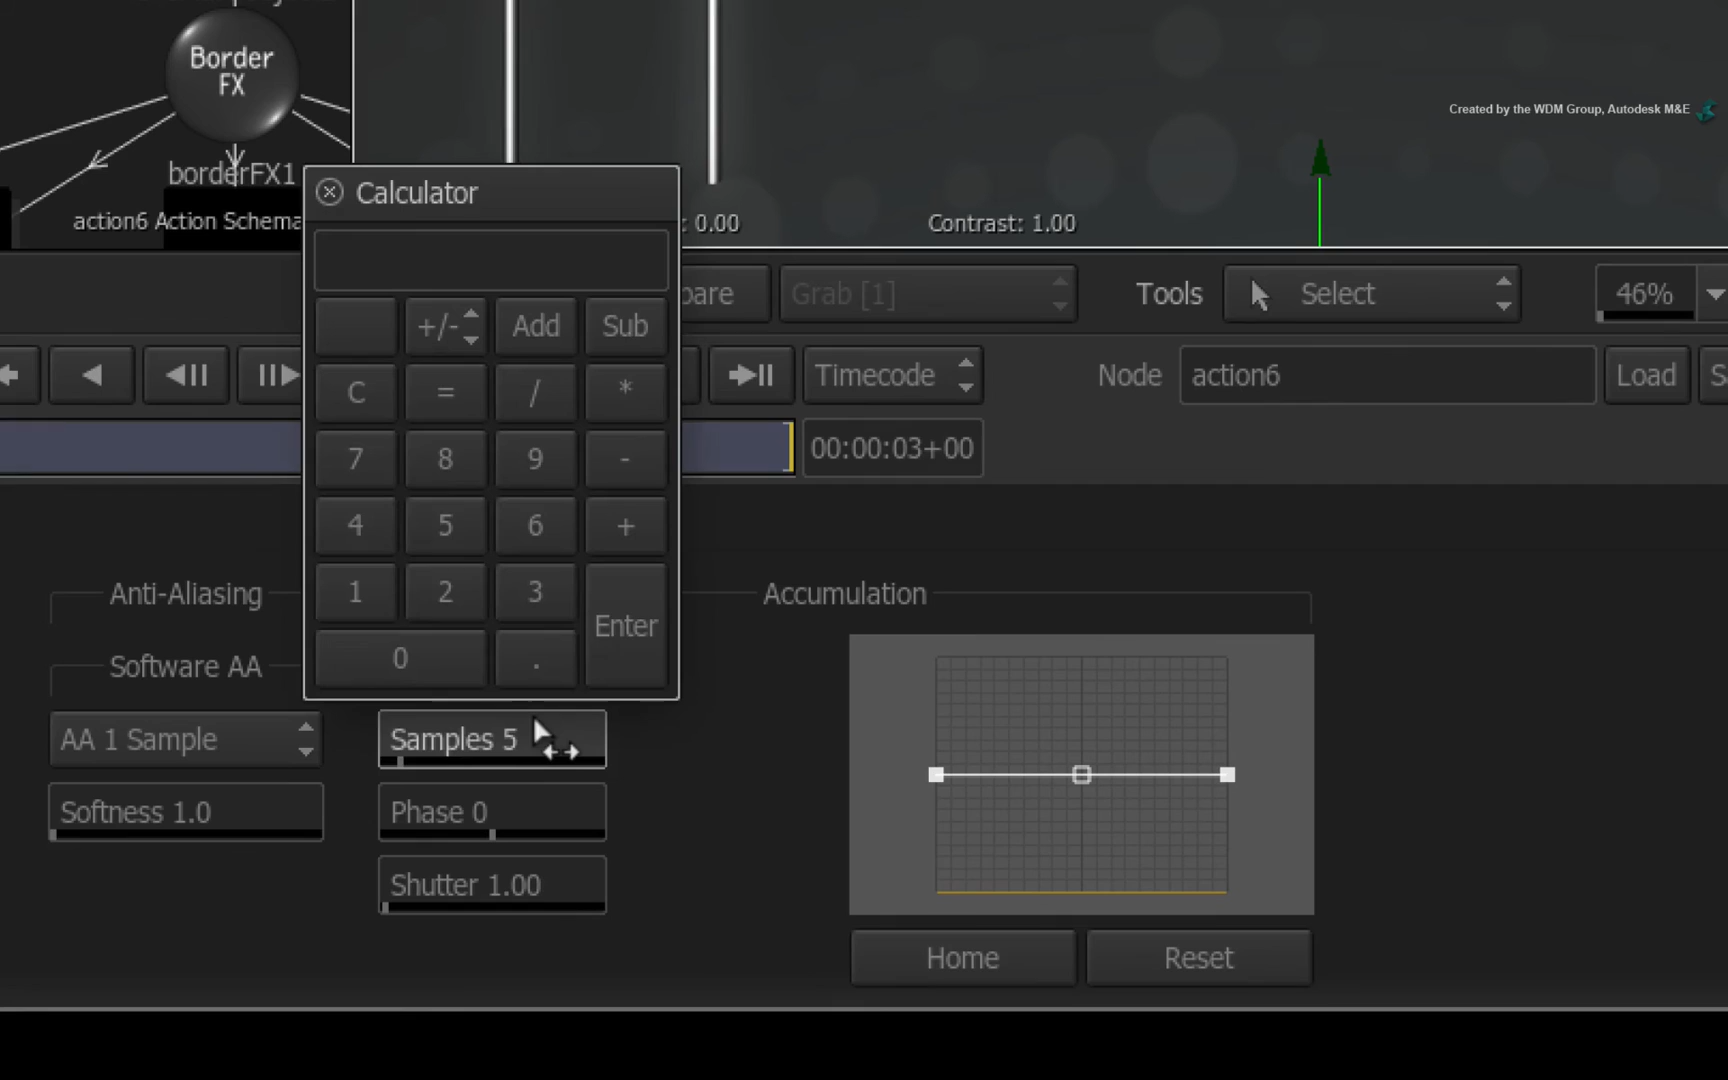 Border
FX
borderFX1
action6 Action Schema
Created by the WDM Group, Autodesk M&E
: 0.00
Contrast: 1.00
Calculator
Grab [1]
Tools
Select
46%
+/-
Add
Sub
Timecode
Node
action6
Load
C
=
/
*
00:00:03+00
7
8
9
-
4
5
6
+
1
2
3
Enter
0
.
Anti-Aliasing
Accumulation
Software AA
AA 1 Sample
Samples 5
Softness 1.0
Phase 0
Shutter 1.00
Home
Reset